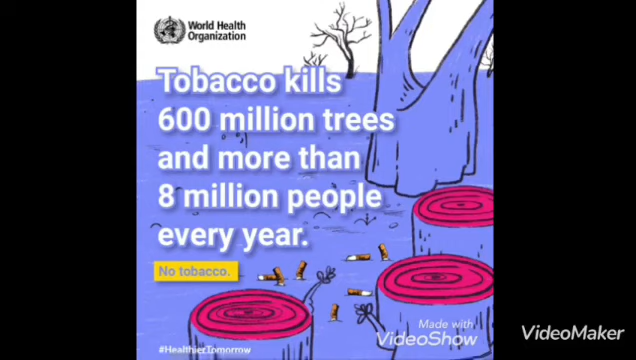 World Health
Organization
Tobacco kills
600 million trees
and more than
8 million people
every year.
No tobacco.
Made with
VideoShow
VideoMaker
#HealthierTomorrow